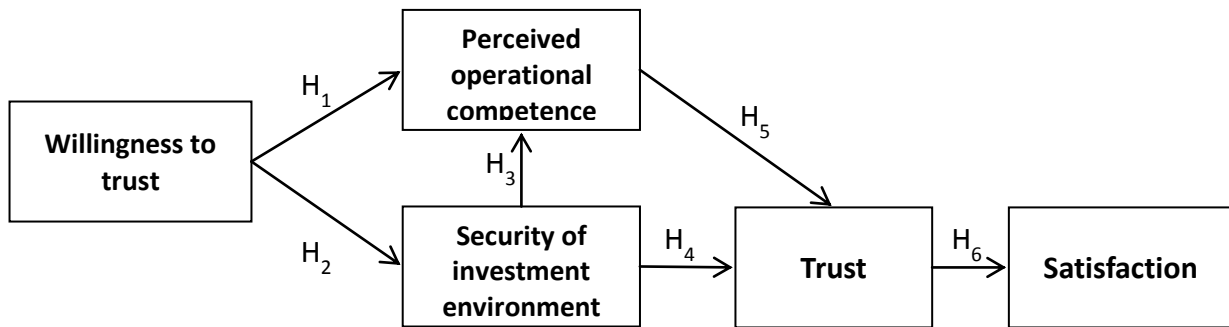 Perceived
operational
competence
H1
Willingness to
trust
H5
H3
H2
Security of
investment
environment
H4
Trust
H6
Satisfaction